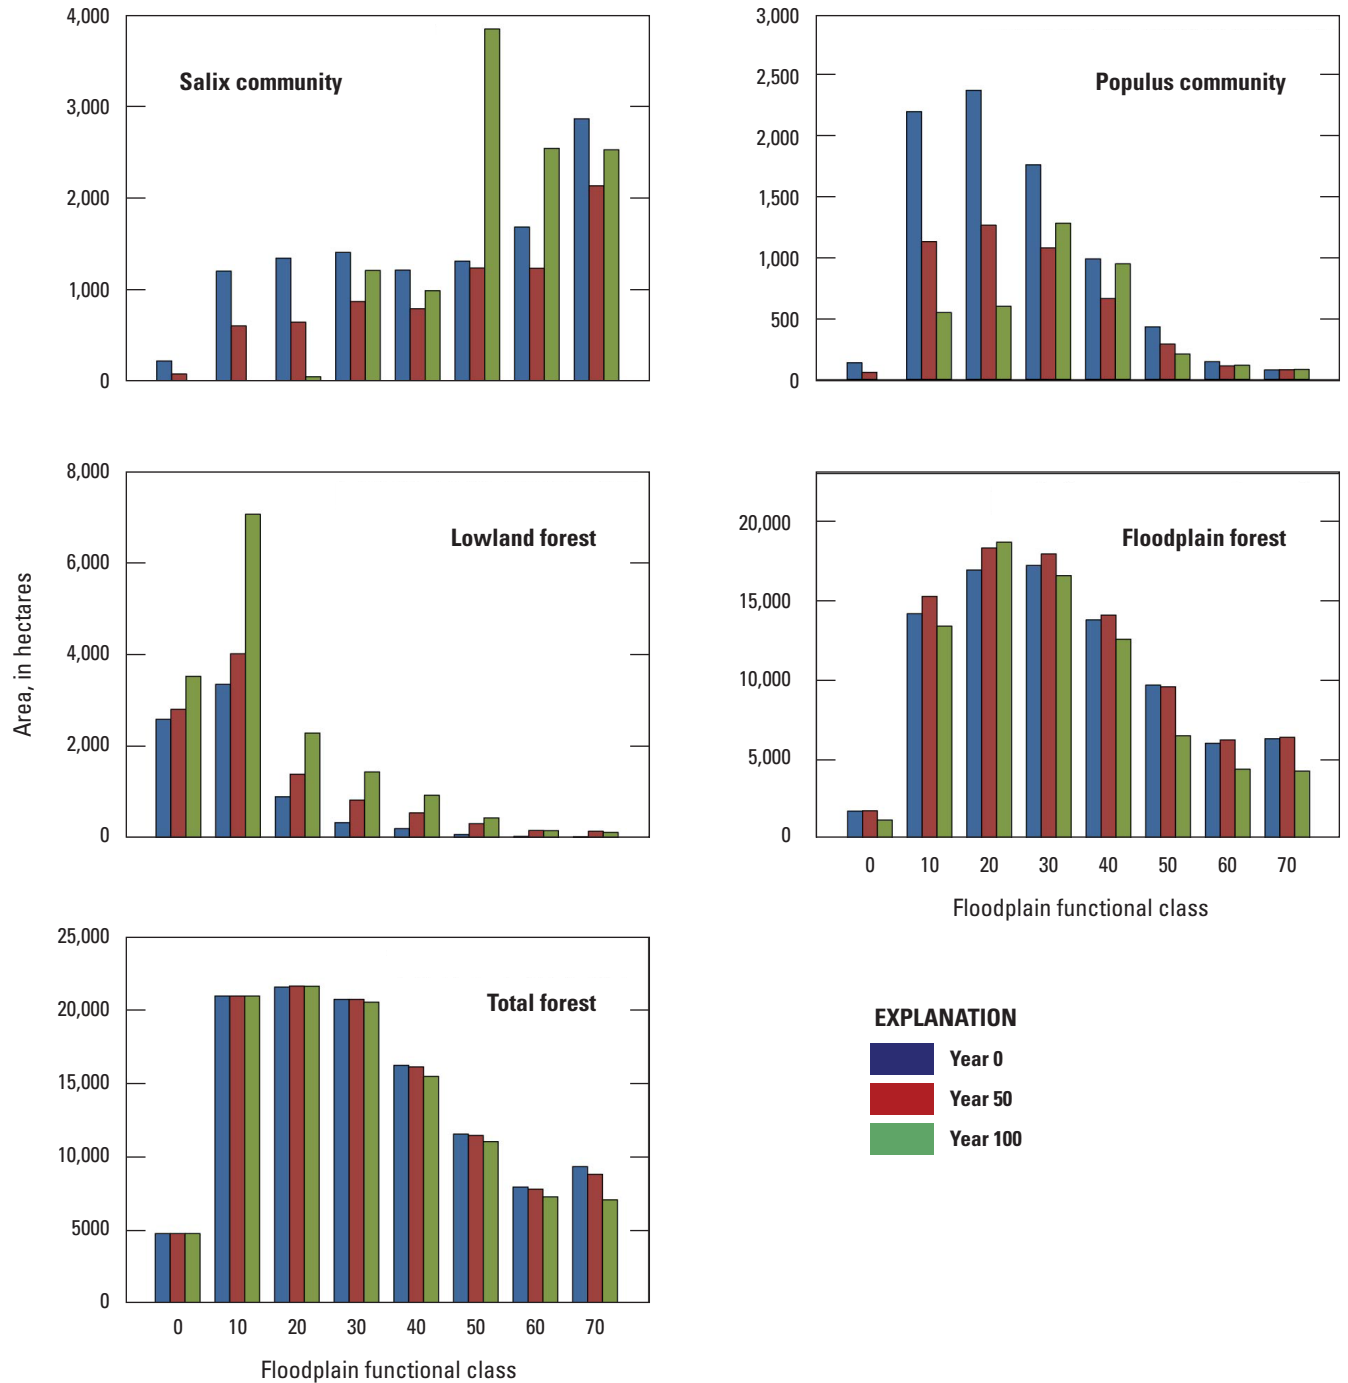 4,000
3,000
2,000
1,000
0
Salix community
3,000
2,500
2,000
1,500
1,000
500
0
Populus community
Area, in hectares
8,000
6,000
4,000
2,000
0
Lowland forest
20,000
15,000
10,000
5,000
0
Floodplain forest
0 10 20 30 40 50 60 70
Floodplain functional class
25,000
20,000
15,000
10,000
5000
0
Total forest
0 10 20 30 40 50 60 70
Floodplain functional class
EXPLANATION
Year 0
Year 50
Year 100